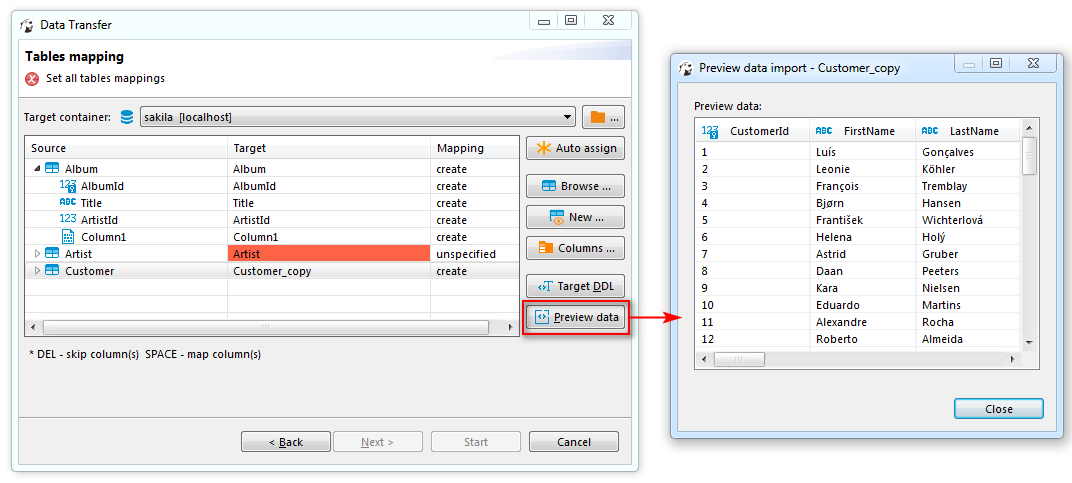 Data Transfer
Tables mapping
Set all tables mappings
Target container: sakila [localhost] ...
Source Target Mapping
Album Album create
AlbumId AlbumId create
Title Title create
ArtistId ArtistId create
Column1 Column1 create
Artist Artist unspecified
Customer Customer_copy create
Auto assign
Browse ...
New ...
Columns ...
Target DDL
Preview data
* DEL - skip column(s) SPACE - map column(s)
< Back Next > Start Cancel
Preview data import - Customer_copy
Preview data:
123 CustomerId ABC FirstName ABC LastName
1 Luís Gonçalves
2 Leonie Köhler
3 François Tremblay
4 Bjørn Hansen
5 František Wichterlová
6 Helena Holý
7 Astrid Gruber
8 Daan Peeters
9 Kara Nielsen
10 Eduardo Martins
11 Alexandre Rocha
12 Roberto Almeida
Close